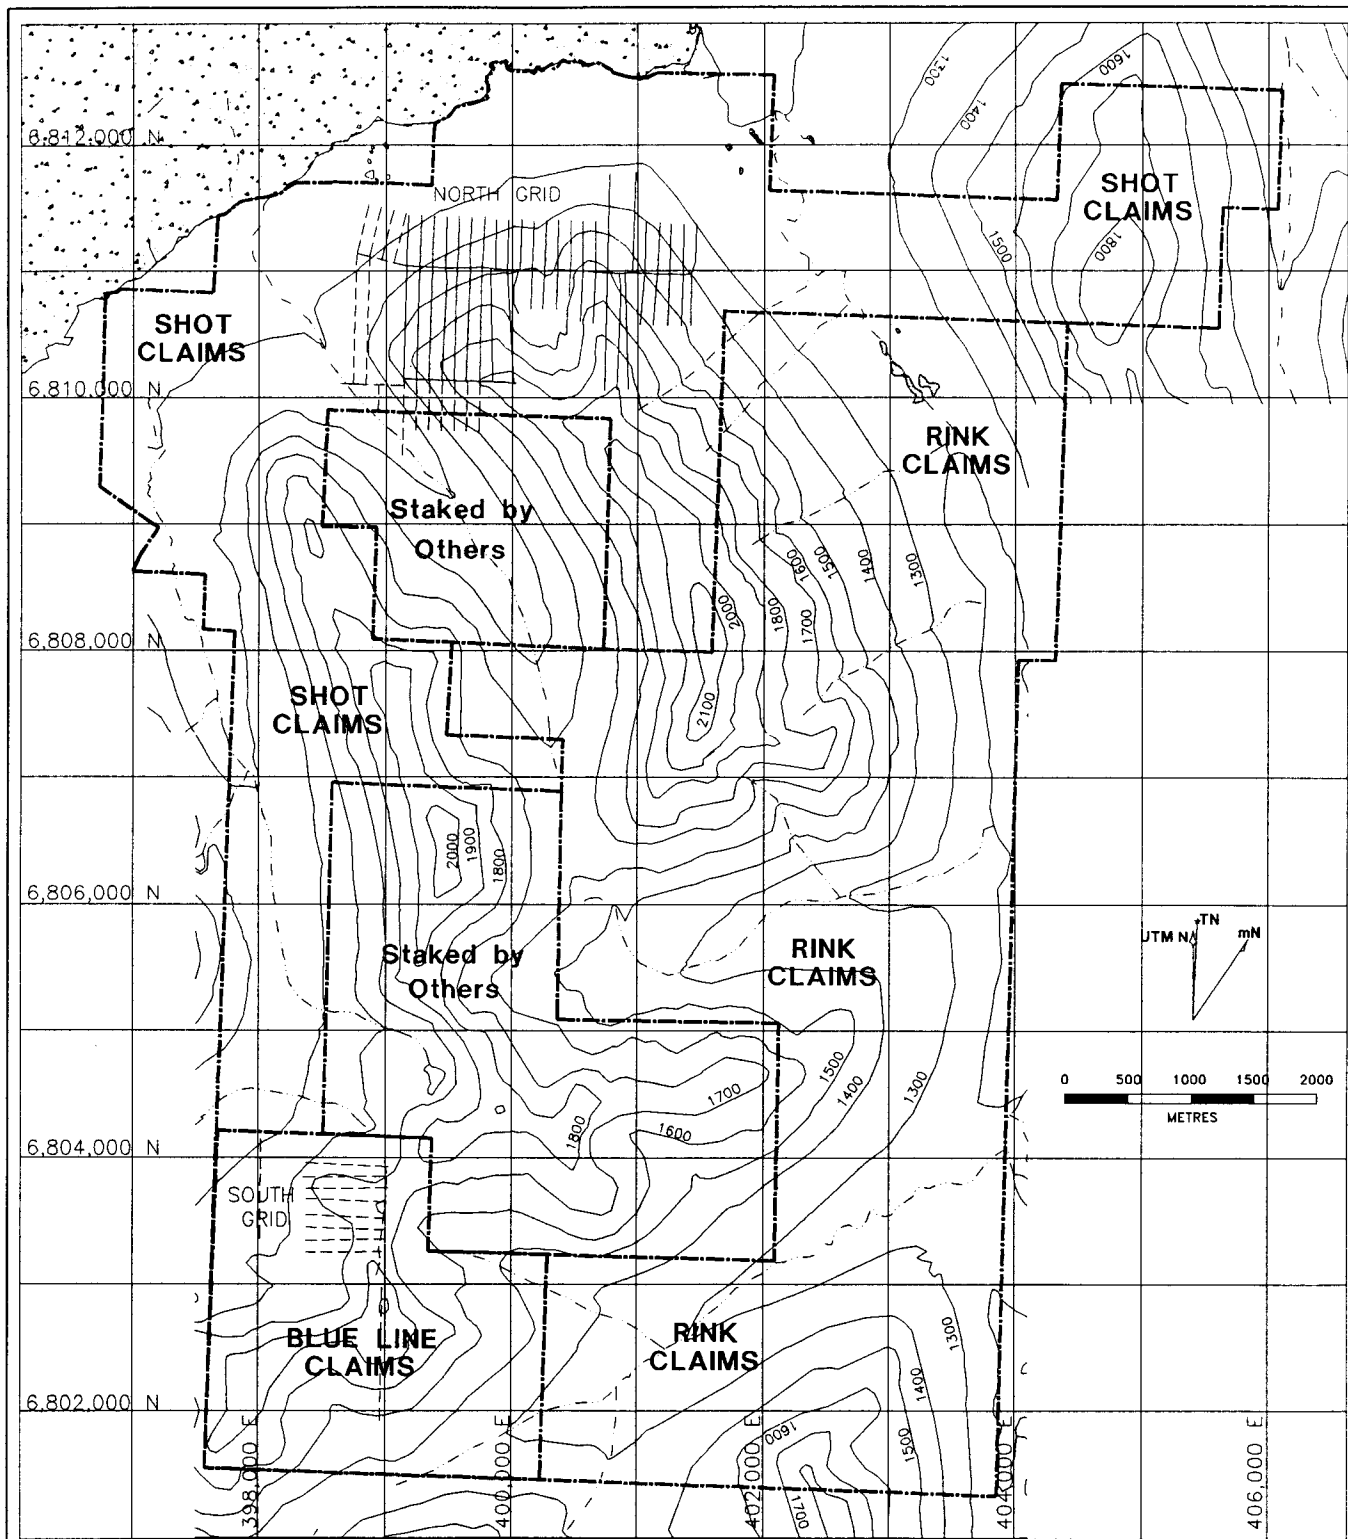 1600
1200
1400
6,812,000 N
SHOT
CLAIMS
NORTH GRID
1500
1800
SHOT
CLAIMS
6,810,000 N
RINK
CLAIMS
Staked by
Others
1600
1500
1400
1300
2000
1800
1700
6,808,000 N
SHOT
CLAIMS
2100
2000
1900
1800
6,806,000 N
TN
UTM N
mN
RINK
CLAIMS
Staked by
Others
1500
1400
1300
1700
1600
1800
0 500 1000 1500 2000
METRES
6,804,000 N
SOUTH
GRID
BLUE LINE
CLAIMS
RINK
CLAIMS
1300
1400
1500
1600
1700
6,802,000 N
398,000 E
400,000 E
402,000 E
404,000 E
406,000 E